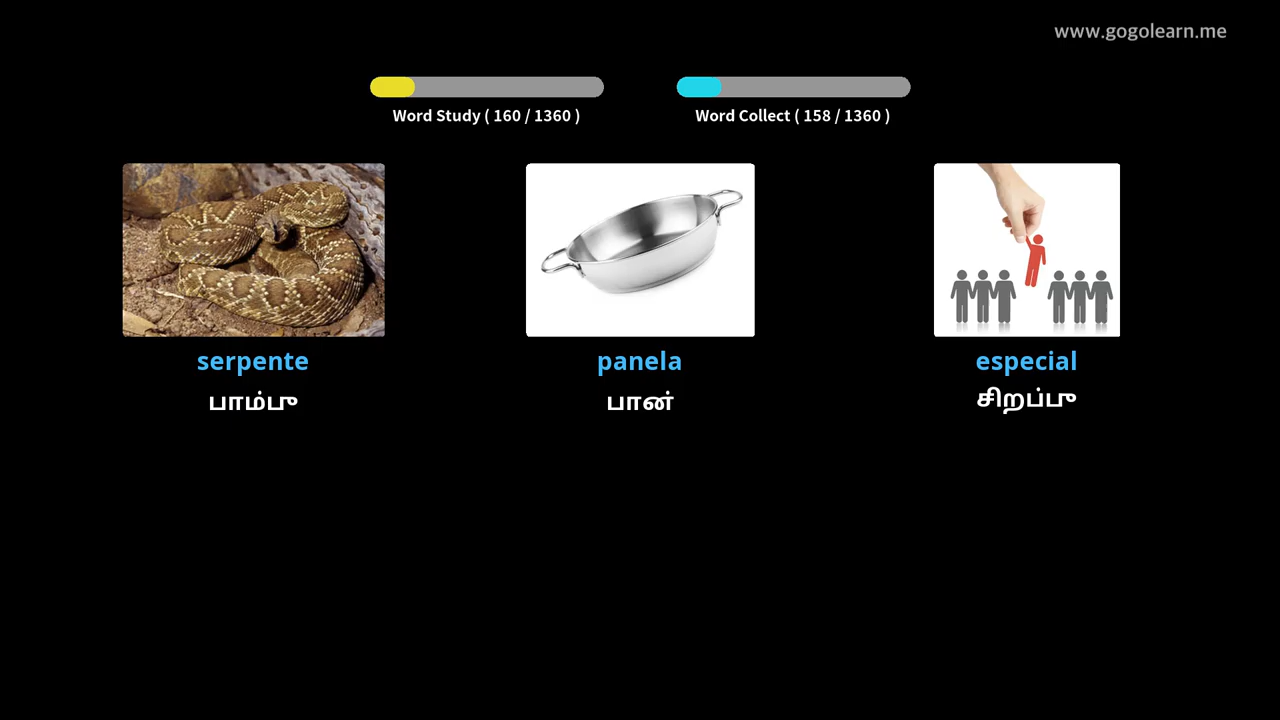 www.gogolearn.me
Word Study ( 160 / 1360 )
Word Collect ( 158 / 1360 )
serpente
panela
especial
பாம்பு
பான்
சிறப்பு